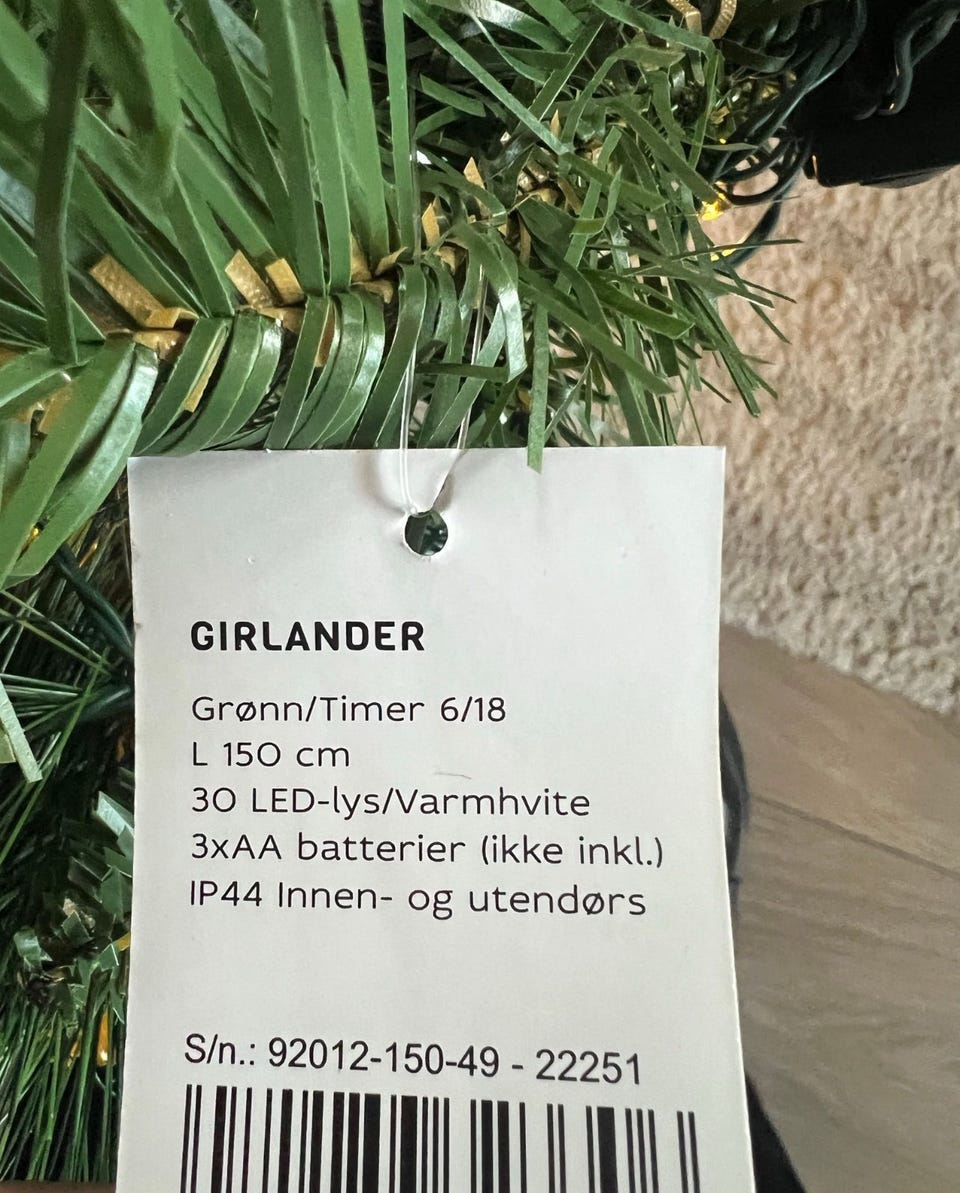 GIRLANDER
Grønn/Timer 6/18
L 150 cm
30 LED-lys/Varmhvite
3xAA batterier (ikke inkl.)
IP44 Innen- og utendørs
S/n.: 92012-150-49 - 22251